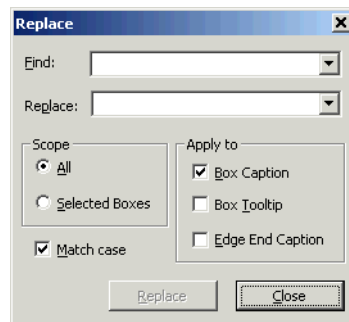 Replace
Find:
Replace:
Scope
All
Selected Boxes
Match case
Apply to
Box Caption
Box Tooltip
Edge End Caption
Replace
Close